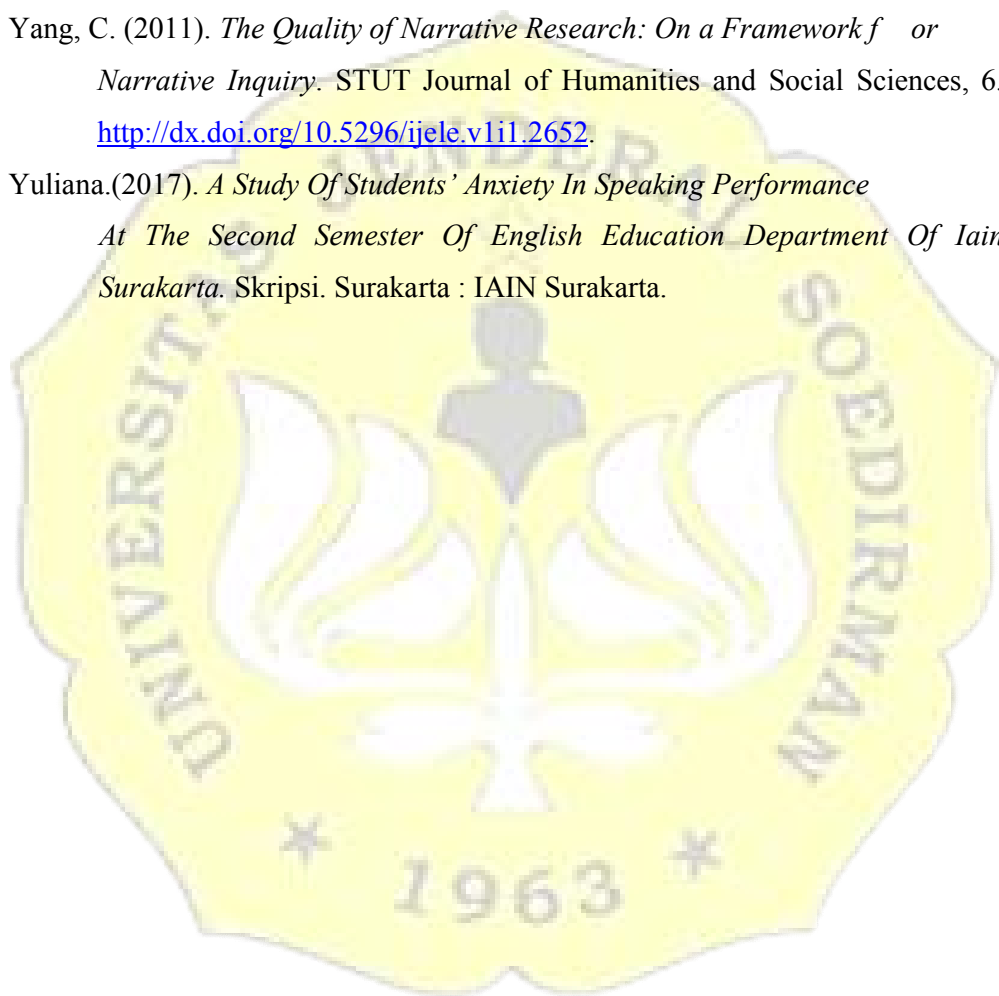 Yang, C. (2011). The Quality of Narrative Research: On a Framework f or
Narrative Inquiry. STUT Journal of Humanities and Social Sciences, 6.
http://dx.doi.org/10.5296/ijele.v1i1.2652.
Yuliana.(2017). A Study Of Students’ Anxiety In Speaking Performance
At The Second Semester Of English Education Department Of Iain
Surakarta. Skripsi. Surakarta : IAIN Surakarta.
UNIVERSITAS JENDERAL SOEDIRMAN
1963